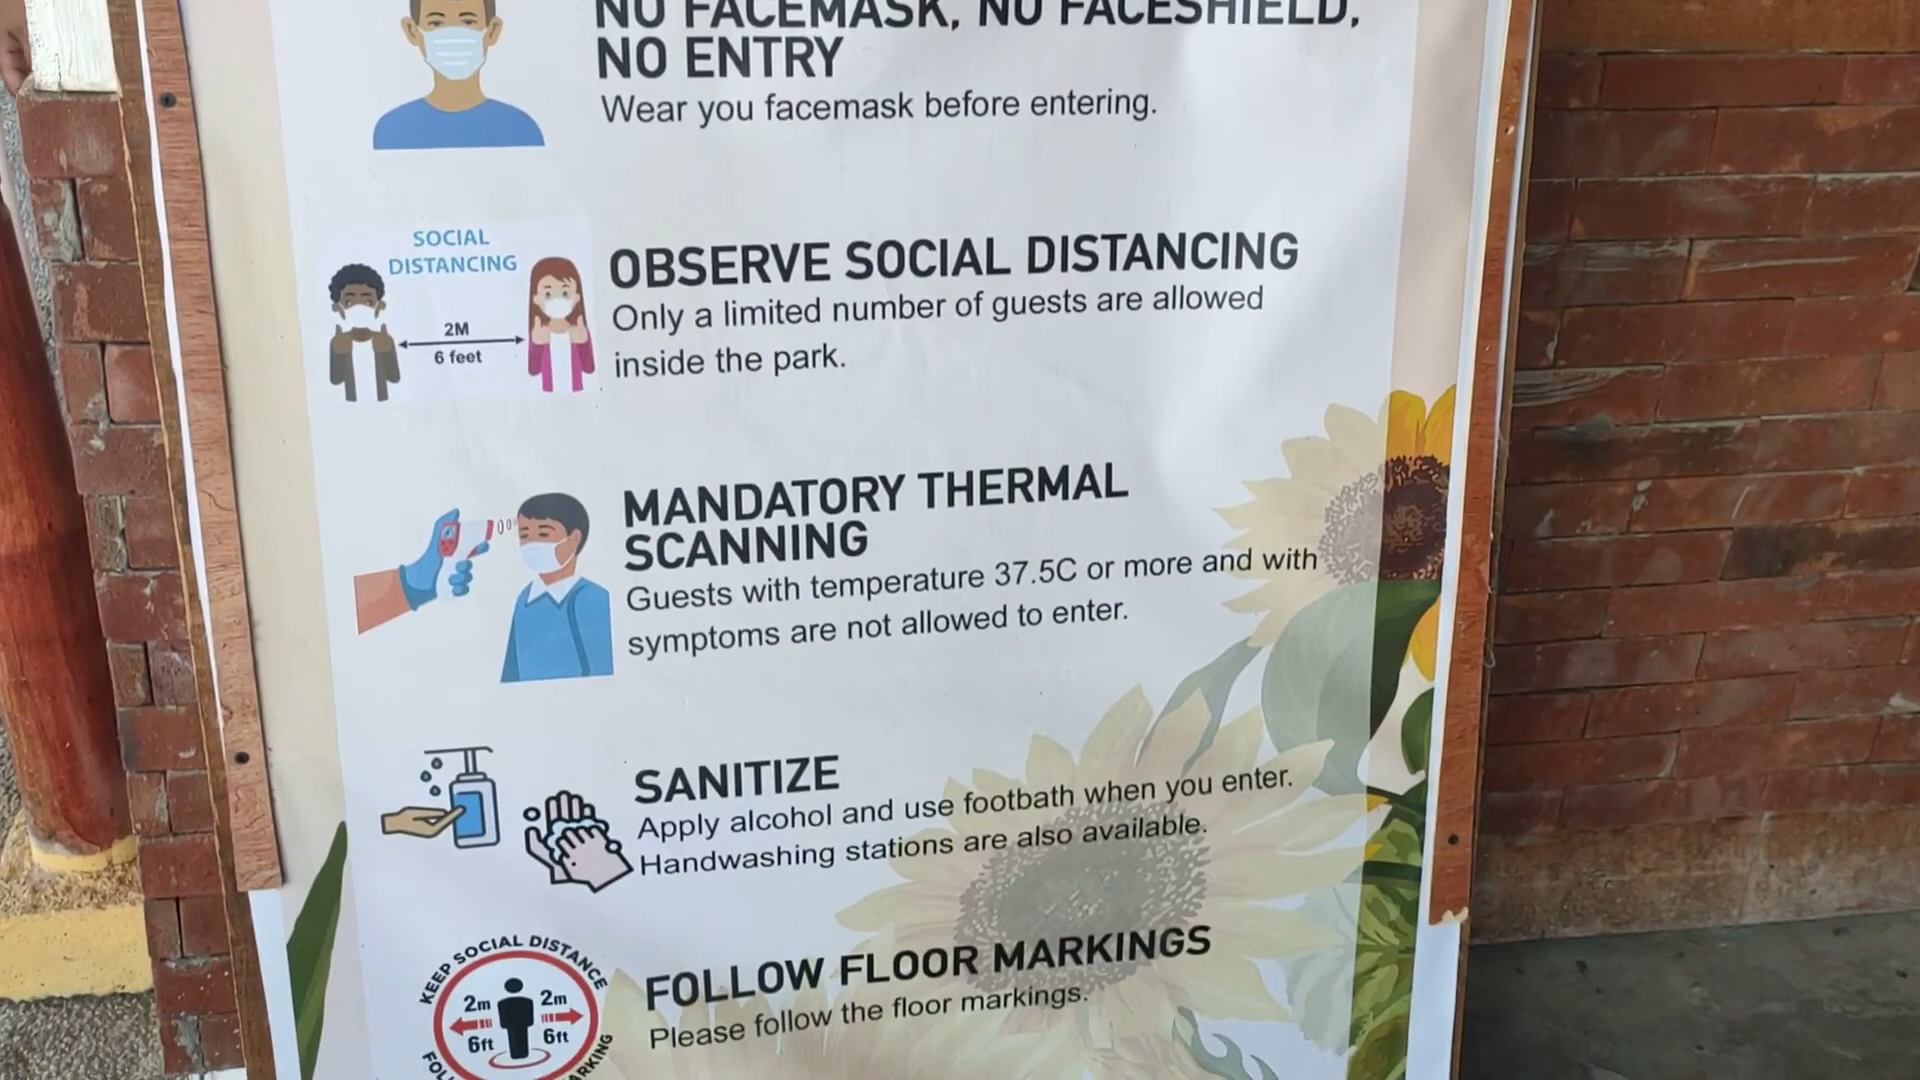 NO FACEMASK, NO FACESHIELD,
NO ENTRY
Wear you facemask before entering.
SOCIAL
DISTANCING
2M
6 feet
OBSERVE SOCIAL DISTANCING
Only a limited number of guests are allowed
inside the park.
MANDATORY THERMAL
SCANNING
Guests with temperature 37.5C or more and with
symptoms are not allowed to enter.
SANITIZE
Apply alcohol and use footbath when you enter.
Handwashing stations are also available.
KEEP SOCIAL DISTANCE
2m 2m
6ft 6ft
FOLLOW FLOOR MARKINGS
Please follow the floor markings.